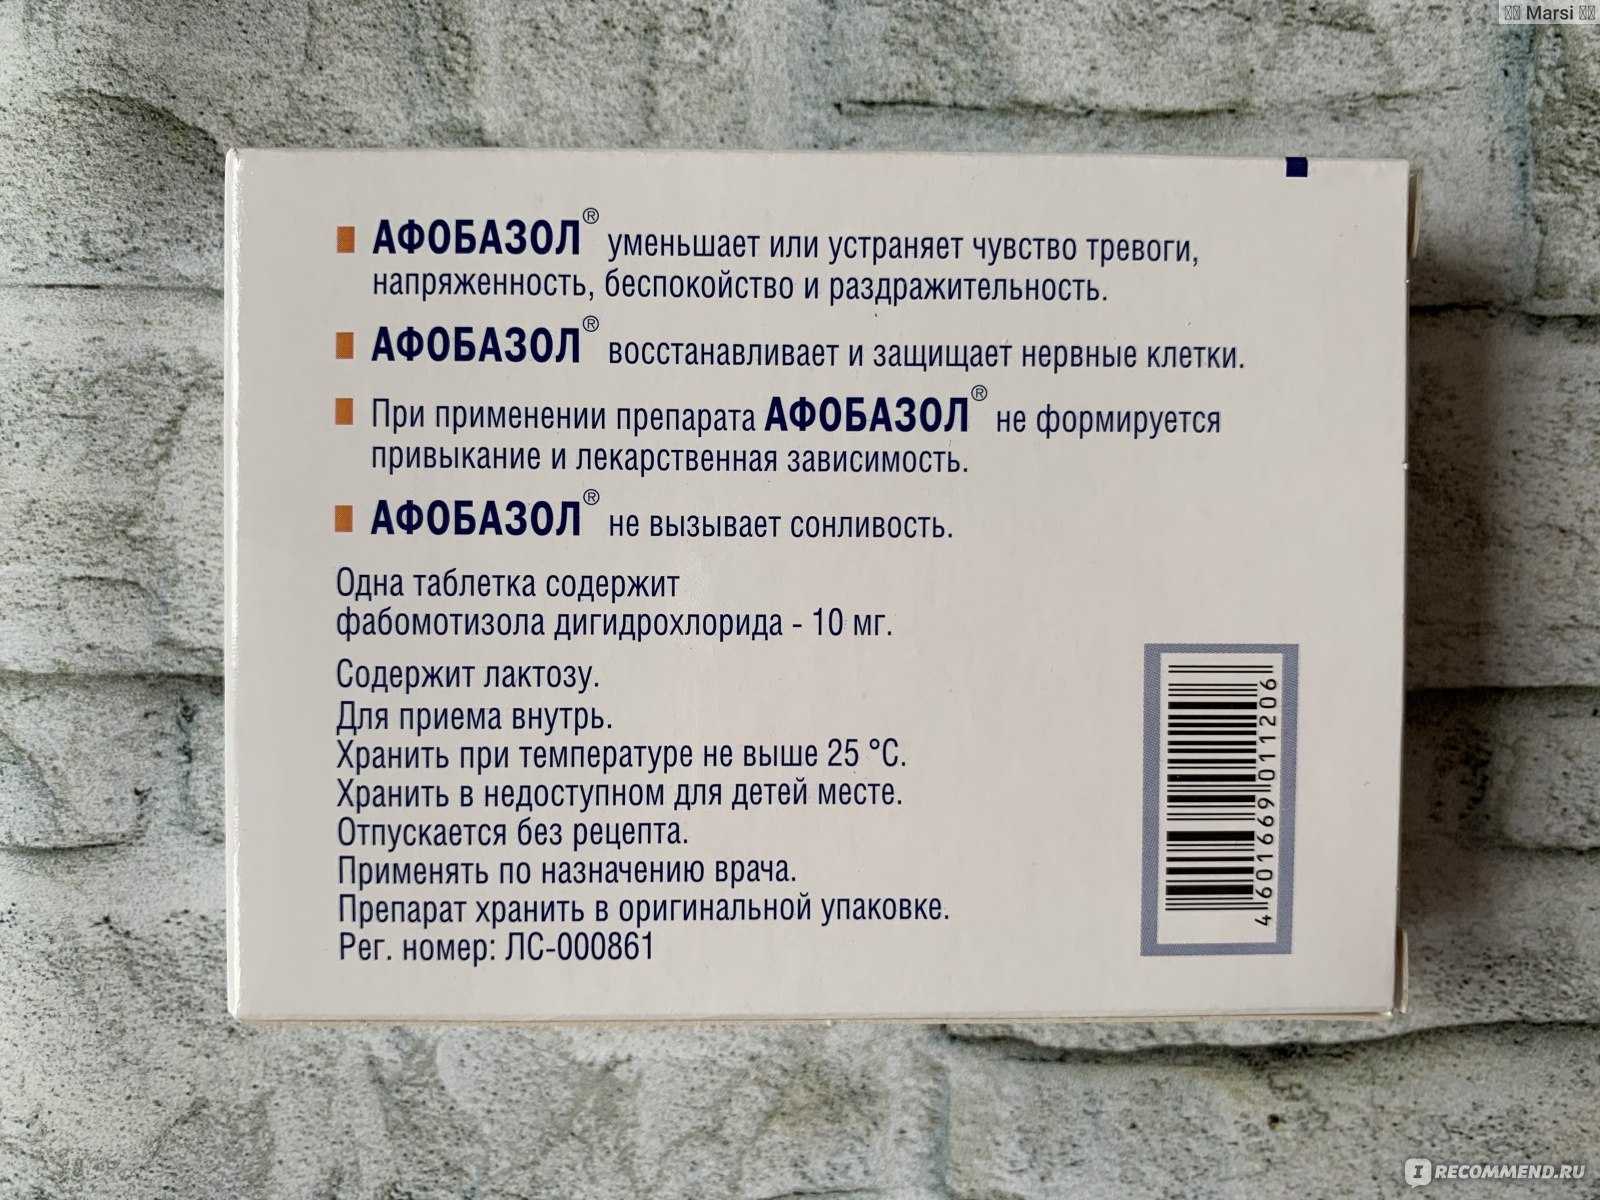 Marsi
АФОБАЗОЛ® уменьшает или устраняет чувство тревоги,
напряженность, беспокойство и раздражительность.
АФОБАЗОЛ® восстанавливает и защищает нервные клетки.
При применении препарата АФОБАЗОЛ® не формируется
привыкание и лекарственная зависимость.
АФОБАЗОЛ® не вызывает сонливость.
Одна таблетка содержит
фабомотизола дигидрохлорида - 10 мг.
Содержит лактозу.
Для приема внутрь.
Хранить при температуре не выше 25 °С.
Хранить в недоступном для детей месте.
Отпускается без рецепта.
Применять по назначению врача.
Препарат хранить в оригинальной упаковке.
Рег. номер: ЛС-000861
4601669011206
IRECOMMEND.RU